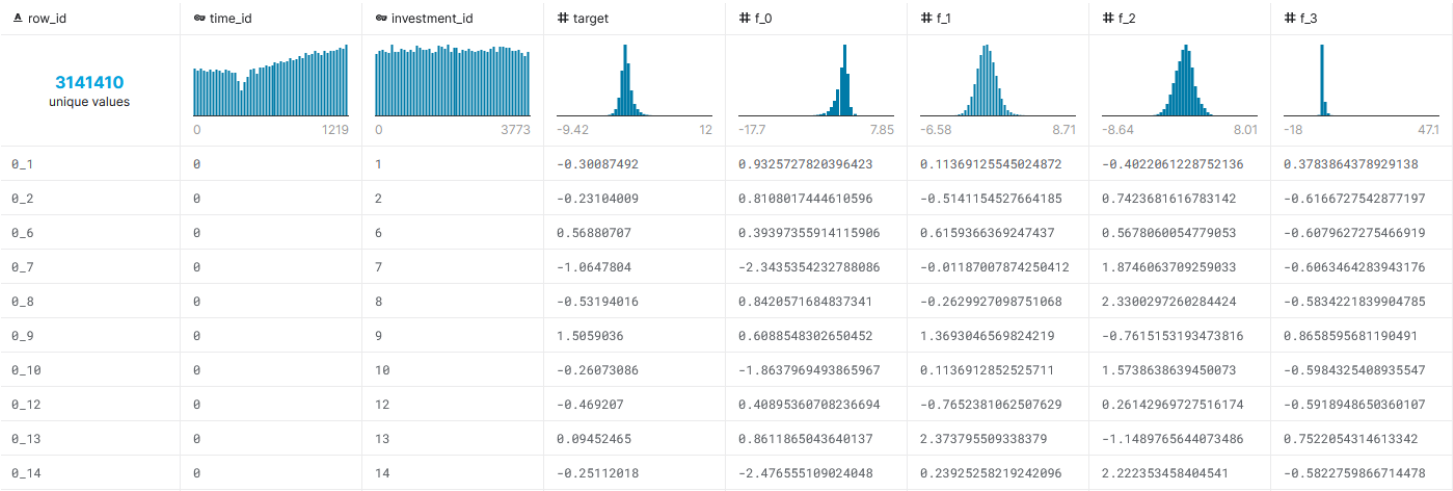 row_id time_id investment_id # target # f_0 # f_1 # f_2 # f_3
3141410
unique values
0 1219 0 3773 -9.42 12 -17.7 7.85 -6.58 8.71 -8.64 8.01 -18 47.1
0_1 0 1 -0.30087492 0.9325727820396423 0.11369125545024872 -0.4022061228752136 0.3783864378929138
0_2 0 2 -0.23104009 0.8108017444610596 -0.5141154527664185 0.7423681616783142 -0.6166727542877197
0_6 0 6 0.56880707 0.39397355914115906 0.6159366369247437 0.5678060054779053 -0.6079627275466919
0_7 0 7 -1.0647804 -2.3435354232788086 -0.01187007874250412 1.8746063709259033 -0.6063464283943176
0_8 0 8 -0.53194016 0.8420571684837341 -0.2629927098751068 2.3300297260284424 -0.5834221839904785
0_9 0 9 1.5059036 0.6088548302650452 1.3693046569824219 -0.7615153193473816 0.8658595681190491
0_10 0 10 -0.26073086 -1.8637969493865967 0.1136912852525711 1.5738638639450073 -0.5984325408935547
0_12 0 12 -0.469207 0.40895360708236694 -0.7652381062507629 0.26142969727516174 -0.5918948650360107
0_13 0 13 0.09452465 0.8611865043640137 2.373795509338379 -1.1489765644073486 0.7522054314613342
0_14 0 14 -0.25112018 -2.476555109024048 0.23925258219242096 2.222353458404541 -0.5822759866714478